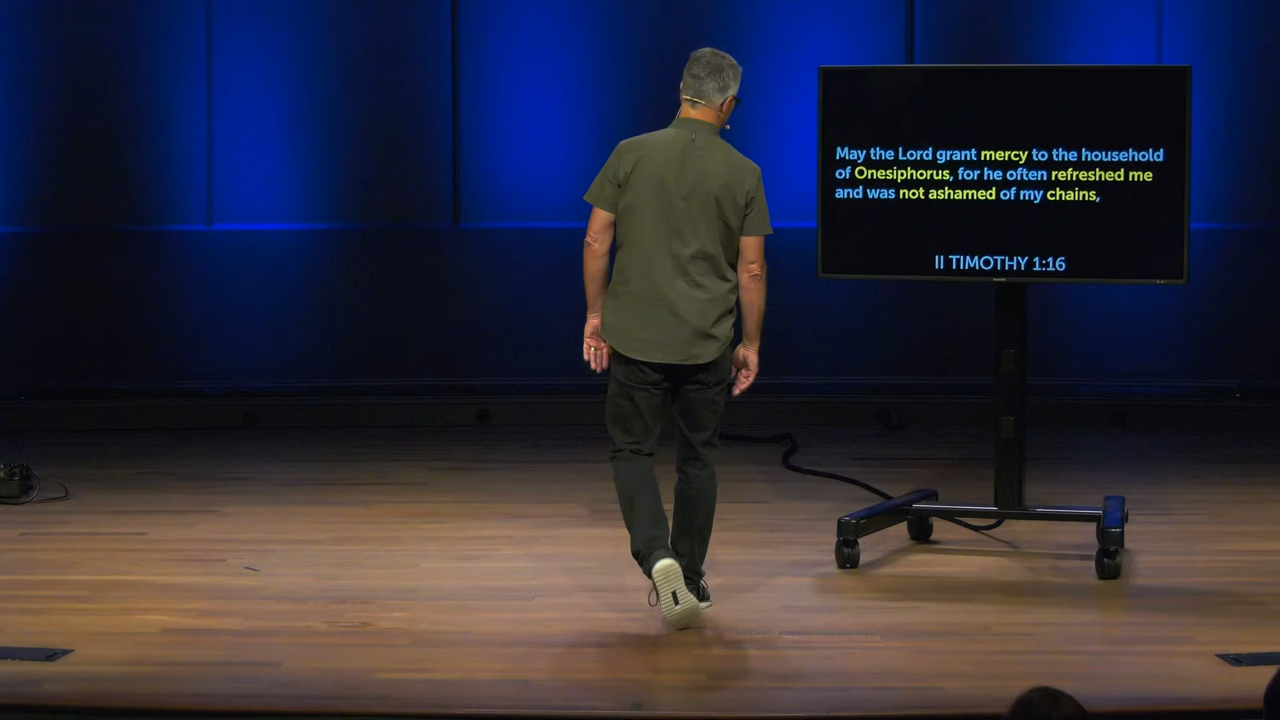 May the Lord grant mercy to the household
of Onesiphorus, for he often refreshed me
and was not ashamed of my chains,
II TIMOTHY 1:16